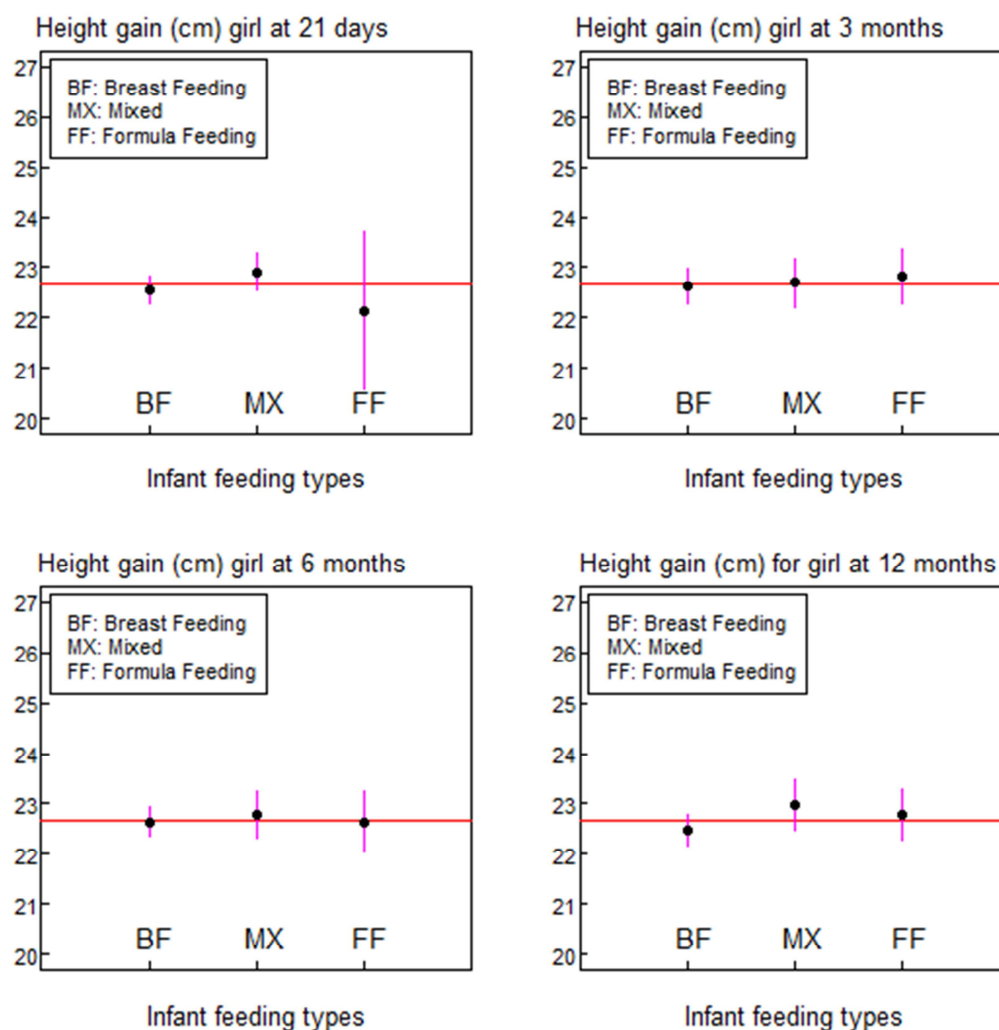 Height gain (cm) girl at 21 days
27
26
25
24
23
22
21
20
BF: Breast Feeding
MX: Mixed
FF: Formula Feeding
BF MX FF
Infant feeding types
Height gain (cm) girl at 3 months
27
26
25
24
23
22
21
20
BF: Breast Feeding
MX: Mixed
FF: Formula Feeding
BF MX FF
Infant feeding types
Height gain (cm) girl at 6 months
27
26
25
24
23
22
21
20
BF: Breast Feeding
MX: Mixed
FF: Formula Feeding
BF MX FF
Infant feeding types
Height gain (cm) for girl at 12 months
27
26
25
24
23
22
21
20
BF: Breast Feeding
MX: Mixed
FF: Formula Feeding
BF MX FF
Infant feeding types